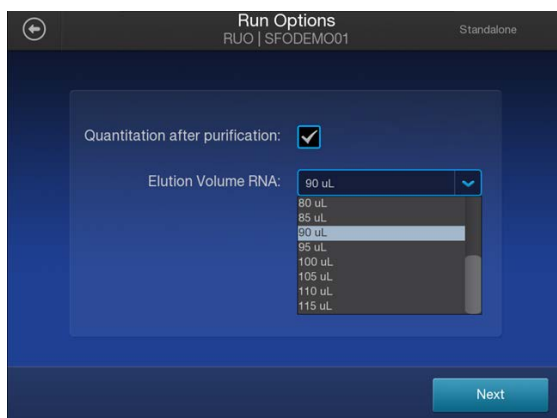 Run Options
RUO | SFODEMO01
Standalone
Quantitation after purification:
Elution Volume RNA:
90 uL
80 uL
85 uL
90 uL
95 uL
100 uL
105 uL
110 uL
115 uL
Next